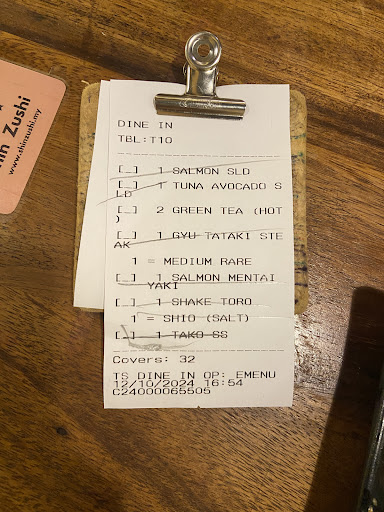 DINE IN
TBL:T10
[_] 1 SALMON SLD
[_] 1 TUNA AVOCADO S
LD
[_] 2 GREEN TEA (HOT
)
[_] 1 GYU TATAKI STE
AK
1 = MEDIUM RARE
[_] 1 SALMON MENTAI
YAKI
[_] 1 SHAKE TORO
1 = SHIO (SALT)
[_] 1 TAKO SS
Covers: 32
TS DINE IN OP: EMENU
12/10/2024 16:54
C24000065505
in Zushi
www.shinzushi.my